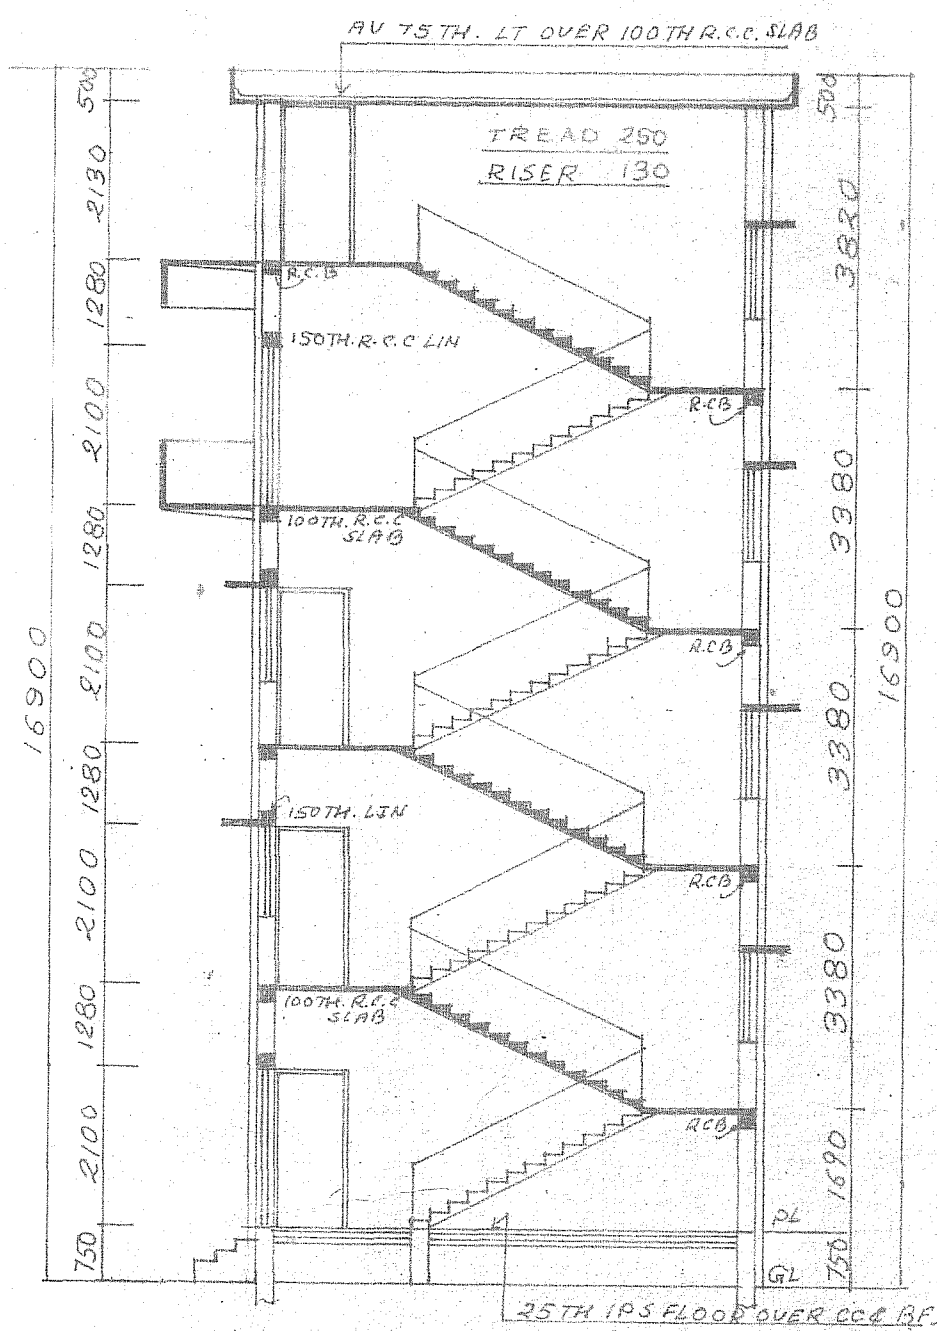 AV 75TH. LT OVER 100TH R.C.C. SLAB
500
500
TREAD 250
RISER 130
2130
3820
1280
R.C.B
150TH. R.C.C LIN
R.C.B
2100
3380
1280
100TH. R.C.C
SLAB
16900
16900
2100
R.C.B
3380
1280
150TH. LIN
2100
R.C.B
3380
1280
100TH. R.C.C
SLAB
R.C.B
2100
1690
PL
750
750
GL
25TH IPS FLOOR OVER CC& BF.